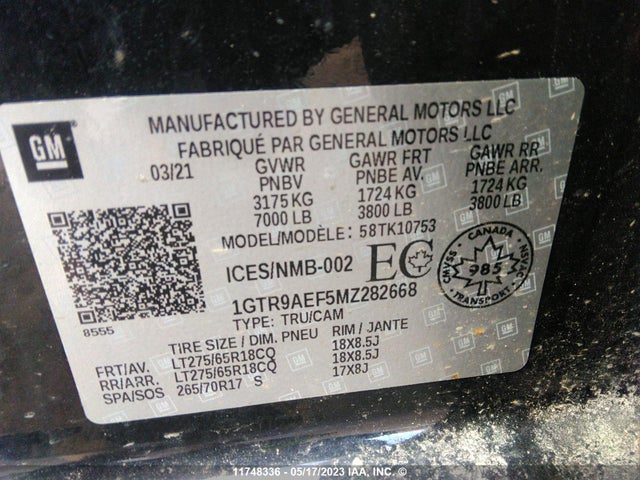 GM
MANUFACTURED BY GENERAL MOTORS LLC
FABRIQUÉ PAR GENERAL MOTORS LLC
03/21 GVWR GAWR FRT GAWR RR
PNBV PNBE AV. PNBE ARR.
3175 KG 1724 KG 1724 KG
7000 LB 3800 LB 3800 LB
MODEL/MODÈLE: 58TK10753
ICES/NMB-002 EC
CANADA
985
CMVSS NSVAC
TRANSPORT
8555
1GTR9AEF5MZ282668
TYPE: TRU/CAM
TIRE SIZE / DIM. PNEU RIM / JANTE
FRT/AV. LT275/65R18CQ 18X8.5J
RR/ARR. LT275/65R18CQ 18X8.5J
SPA/SOS 265/70R17 S 17X8J
11748336 - 05/17/2023 IAA, INC. ©